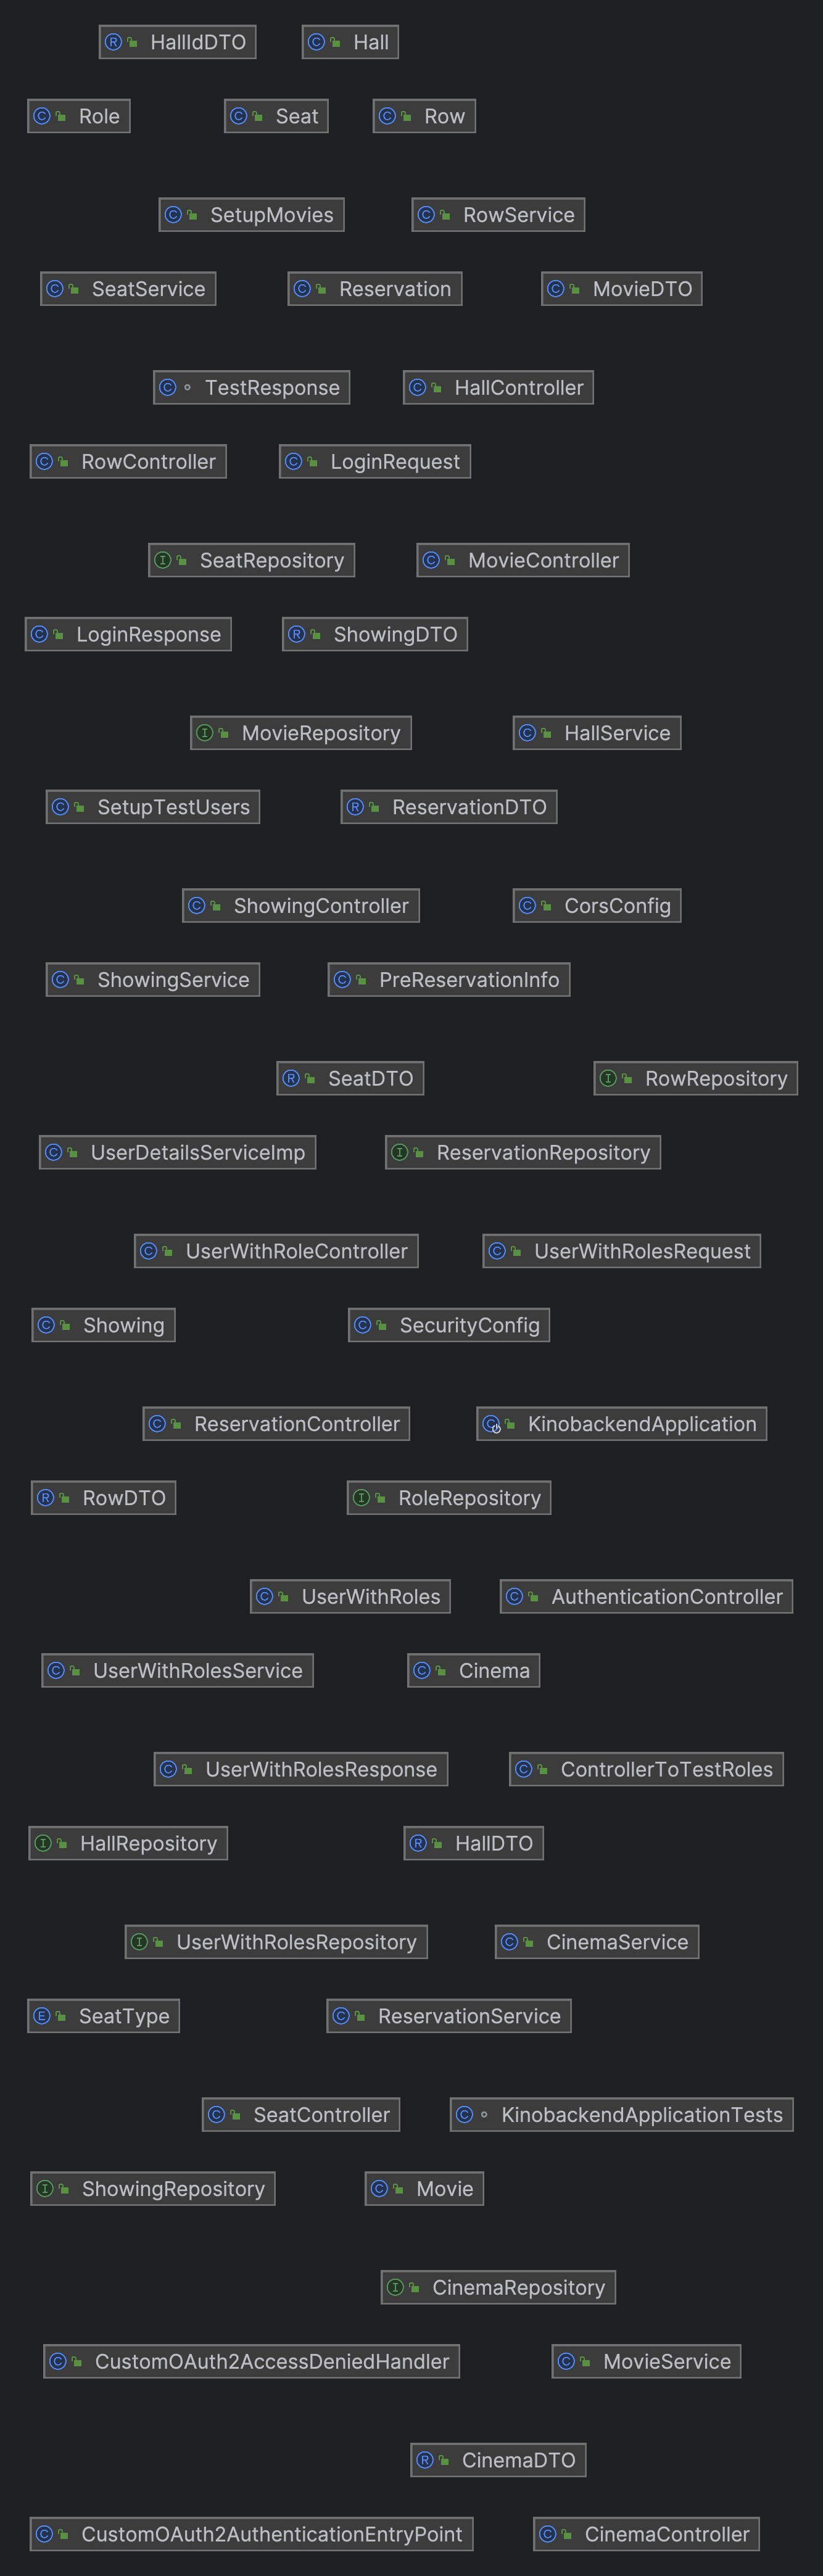 HallIdDTO Hall
Role Seat Row
SetupMovies RowService
SeatService Reservation MovieDTO
TestResponse HallController
RowController LoginRequest
SeatRepository MovieController
LoginResponse ShowingDTO
MovieRepository HallService
SetupTestUsers ReservationDTO
ShowingController CorsConfig
ShowingService PreReservationInfo
SeatDTO RowRepository
UserDetailsServiceImp ReservationRepository
UserWithRoleController UserWithRolesRequest
Showing SecurityConfig
ReservationController KinobackendApplication
RowDTO RoleRepository
UserWithRoles AuthenticationController
UserWithRolesService Cinema
UserWithRolesResponse ControllerToTestRoles
HallRepository HallDTO
UserWithRolesRepository CinemaService
SeatType ReservationService
SeatController KinobackendApplicationTests
ShowingRepository Movie
CinemaRepository
CustomOAuth2AccessDeniedHandler MovieService
CinemaDTO
CustomOAuth2AuthenticationEntryPoint CinemaController